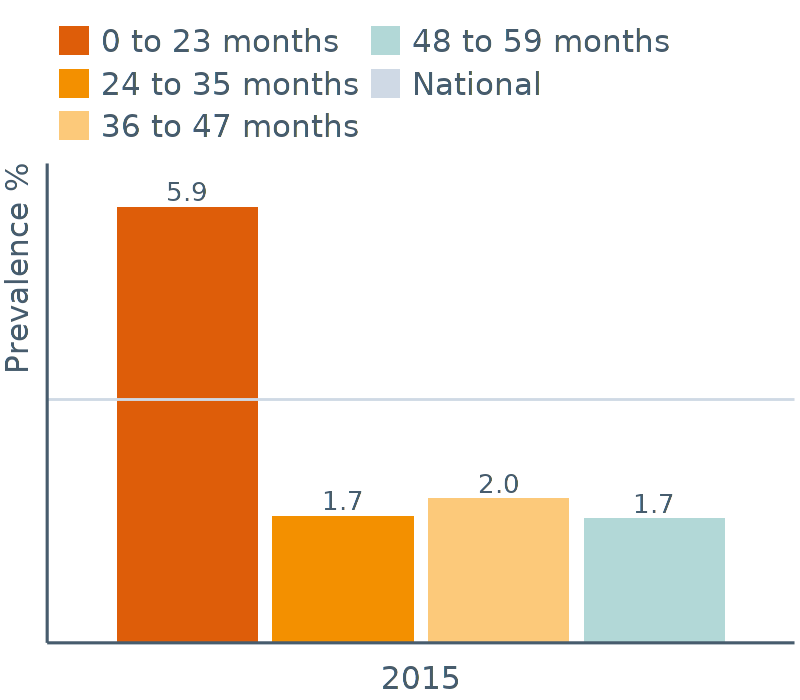 0 to 23 months
24 to 35 months
36 to 47 months
48 to 59 months
National
Prevalence %
5.9
1.7
2.0
1.7
2015